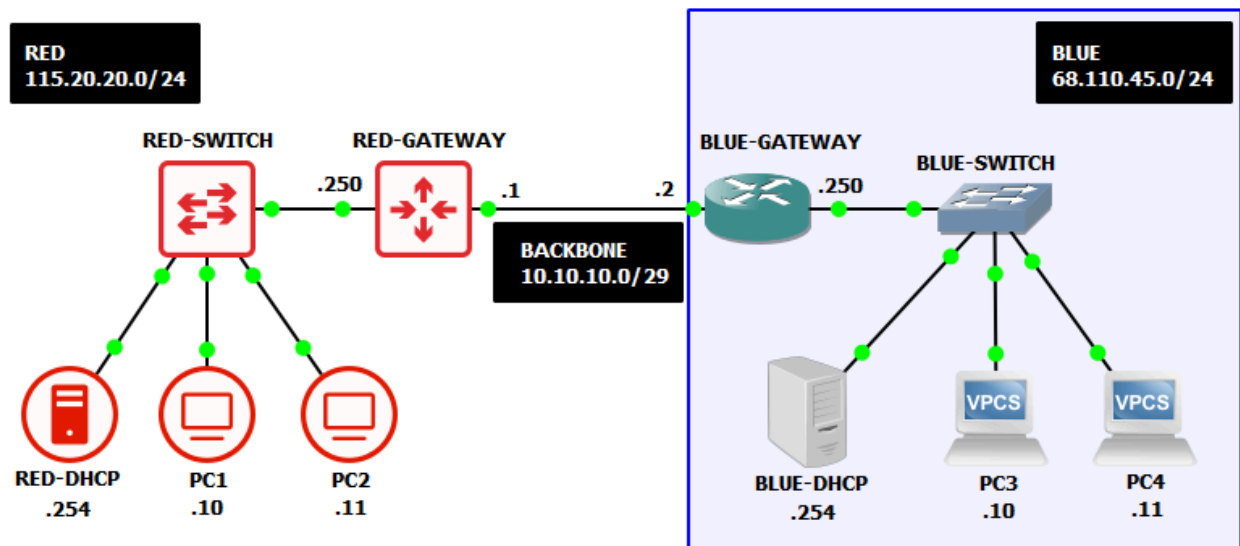 RED
115.20.20.0/24
BLUE
68.110.45.0/24
RED-SWITCH
RED-GATEWAY
BLUE-GATEWAY
BLUE-SWITCH
.250
.1
.2
.250
BACKBONE
10.10.10.0/29
VPCS
VPCS
RED-DHCP
.254
PC1
.10
PC2
.11
BLUE-DHCP
.254
PC3
.10
PC4
.11